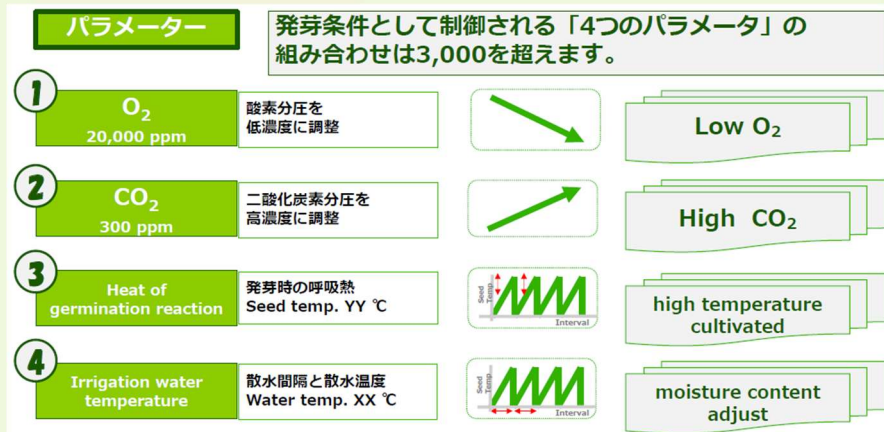 パラメーター
発芽条件として制御される「4つのパラメータ」の
組み合わせは3,000を超えます。
1
O₂
20,000 ppm
酸素分圧を
低濃度に調整
Low O₂
2
CO₂
300 ppm
二酸化炭素分圧を
高濃度に調整
High CO₂
3
Heat of
germination reaction
発芽時の呼吸熱
Seed temp. YY ℃
Seed
Temp.
Interval
high temperature
cultivated
4
Irrigation water
temperature
散水間隔と散水温度
Water temp. XX ℃
Seed
Temp.
Interval
moisture content
adjust